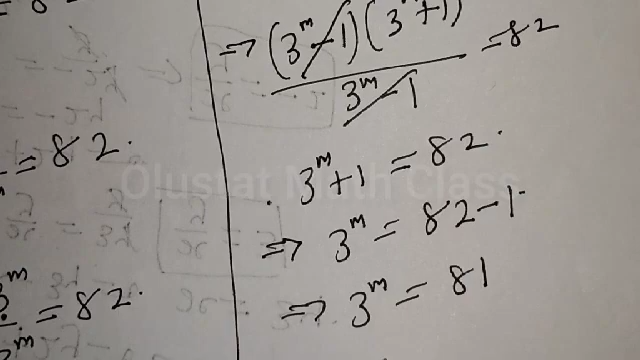 = 82.
= 82.
=> (3^m - 1)(3^m + 1) / 3^m - 1 = 82
3^m + 1 = 82.
=> 3^m = 82 - 1.
=> 3^m = 81
Olustat Math Class